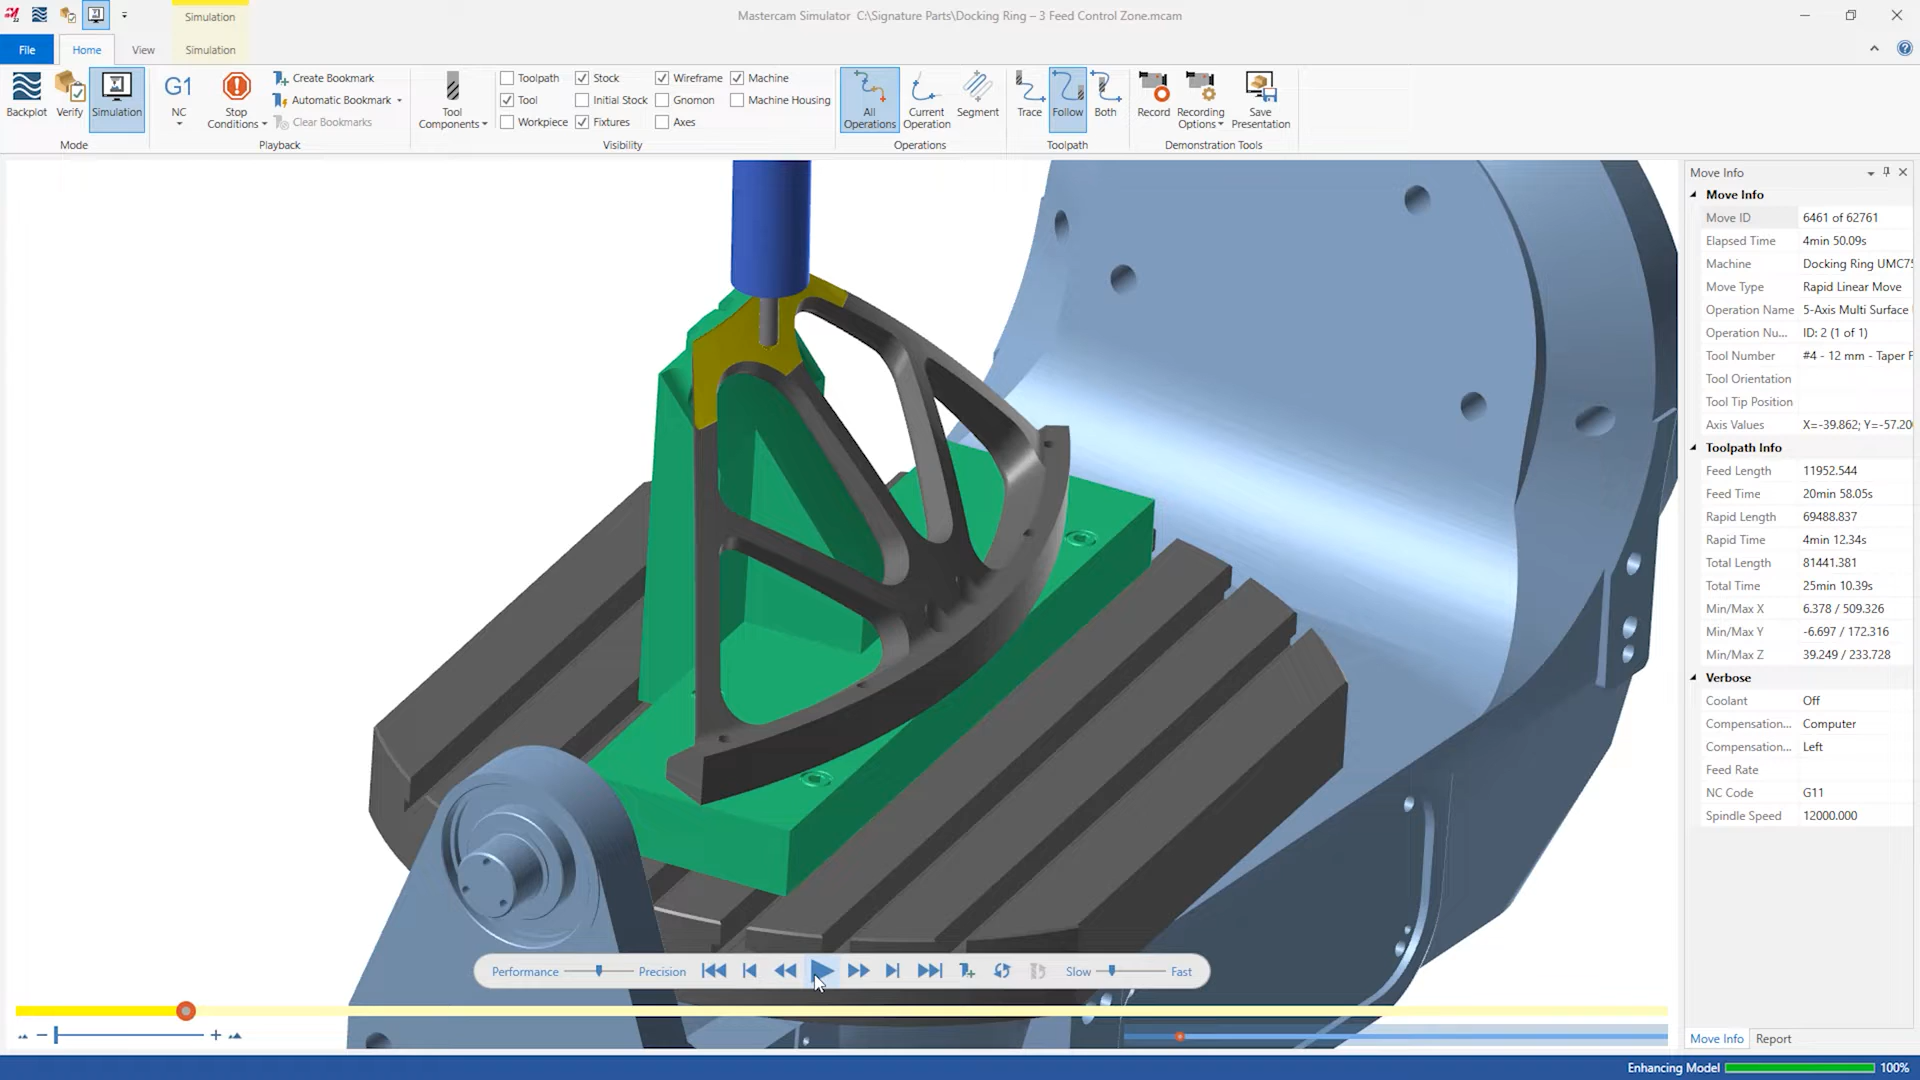 Simulation
Mastercam Simulator C:\Signature Parts\Docking Ring – 3 Feed Control Zone.mcam
File
Home
View
Simulation
Backplot
Verify
Simulation
Mode
G1
NC
Stop Conditions
Create Bookmark
Automatic Bookmark
Clear Bookmarks
Playback
Tool Components
Toolpath
Tool
Workpiece
Stock
Initial Stock
Fixtures
Wireframe
Gnomon
Axes
Machine
Machine Housing
Visibility
All Operations
Current Operation
Segment
Operations
Trace
Follow
Both
Toolpath
Record
Recording Options
Save Presentation
Demonstration Tools
Move Info
Move Info
Move ID 6461 of 62761
Elapsed Time 4min 50.09s
Machine Docking Ring UMC75
Move Type Rapid Linear Move
Operation Name 5-Axis Multi Surface
Operation Nu... ID: 2 (1 of 1)
Tool Number #4 - 12 mm - Taper F
Tool Orientation
Tool Tip Position
Axis Values X=-39.862; Y=-57.20
Toolpath Info
Feed Length 11952.544
Feed Time 20min 58.05s
Rapid Length 69488.837
Rapid Time 4min 12.34s
Total Length 81441.381
Total Time 25min 10.39s
Min/Max X 6.378 / 509.326
Min/Max Y -6.697 / 172.316
Min/Max Z 39.249 / 233.728
Verbose
Coolant Off
Compensation... Computer
Compensation... Left
Feed Rate
NC Code G11
Spindle Speed 12000.000
Performance
Precision
Slow
Fast
Move Info
Report
Enhancing Model 100%